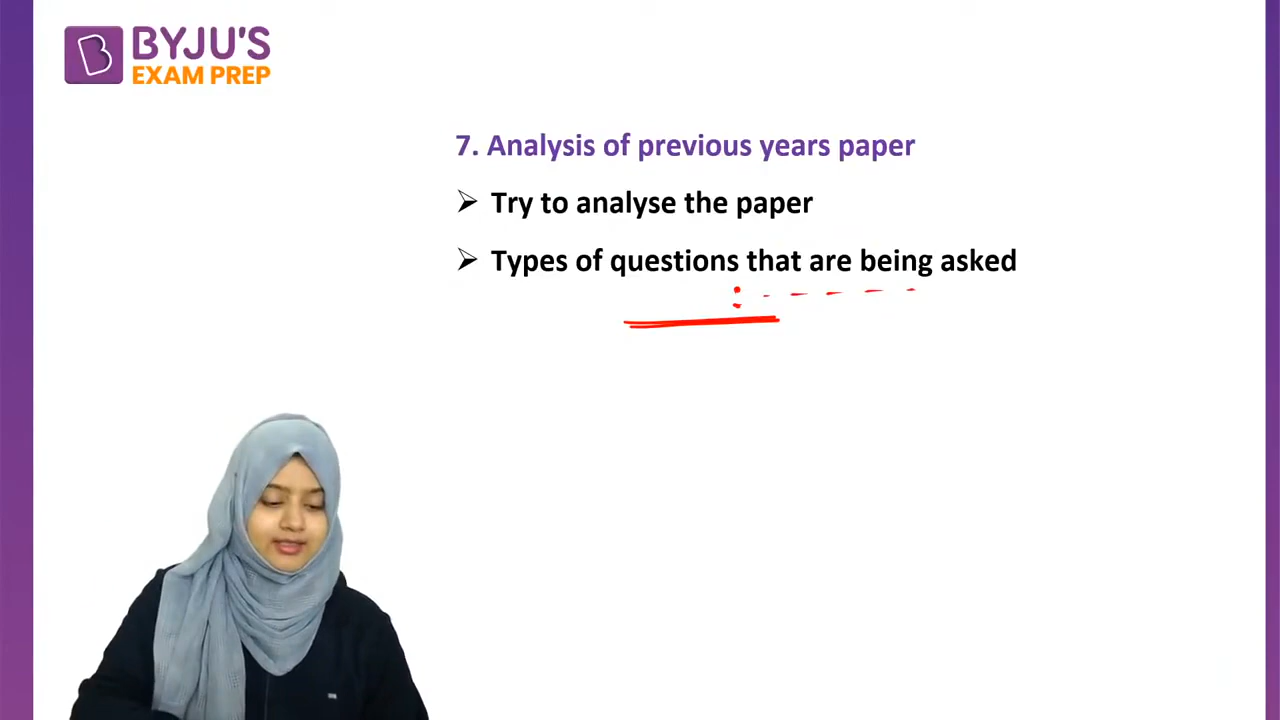 BYJU'S
EXAM PREP
7. Analysis of previous years paper
Try to analyse the paper
Types of questions that are being asked